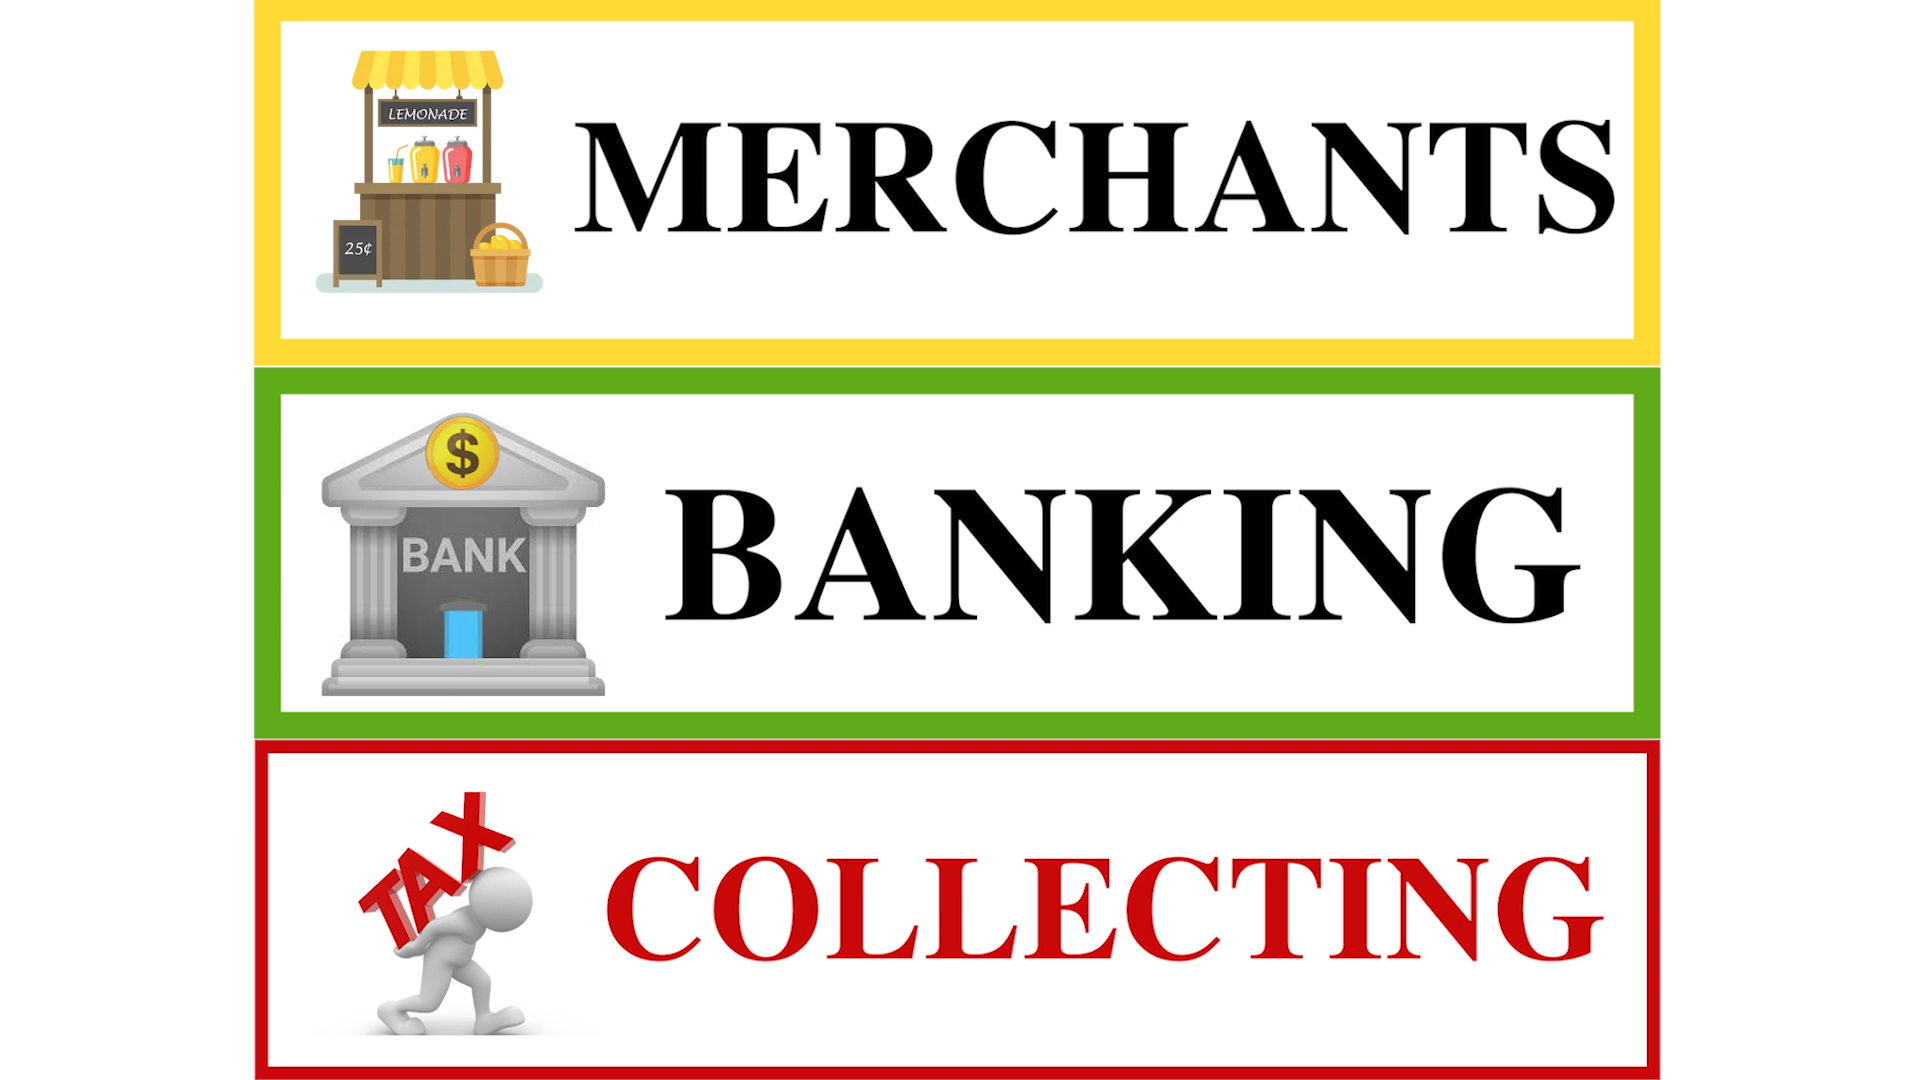 LEMONADE
MERCHANTS
25¢
$
BANK
BANKING
TAX
COLLECTING